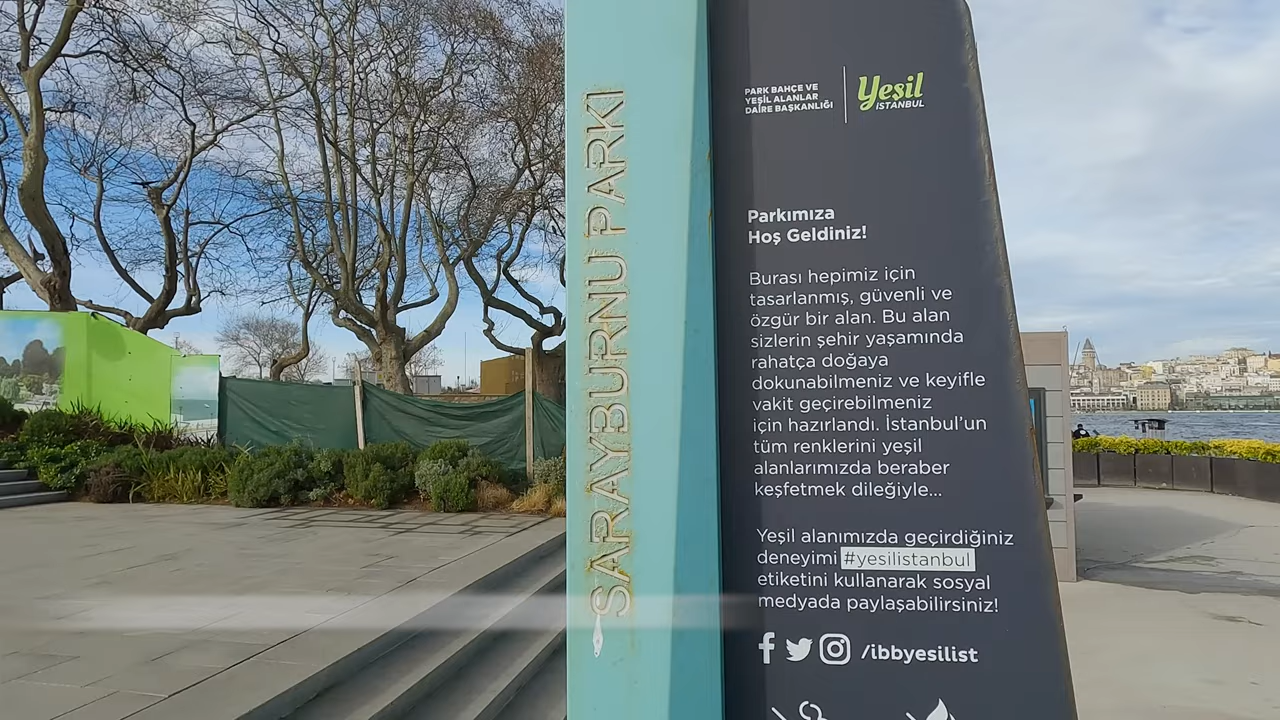 SARAYBURNU PARKI
PARK BAHÇE VE
YEŞİL ALANLAR
DAİRE BAŞKANLIĞI
Yeşil
İSTANBUL
Parkımıza
Hoş Geldiniz!
Burası hepimiz için
tasarlanmış, güvenli ve
özgür bir alan. Bu alan
sizlerin şehir yaşamında
rahatça doğaya
dokunabilmeniz ve keyifle
vakit geçirebilmeniz
için hazırlandı. İstanbul'un
tüm renklerini yeşil
alanlarımızda beraber
keşfetmek dileğiyle...
Yeşil alanımızda geçirdiğiniz
deneyimi #yesilistanbul
etiketini kullanarak sosyal
medyada paylaşabilirsiniz!
/ibbyesilist